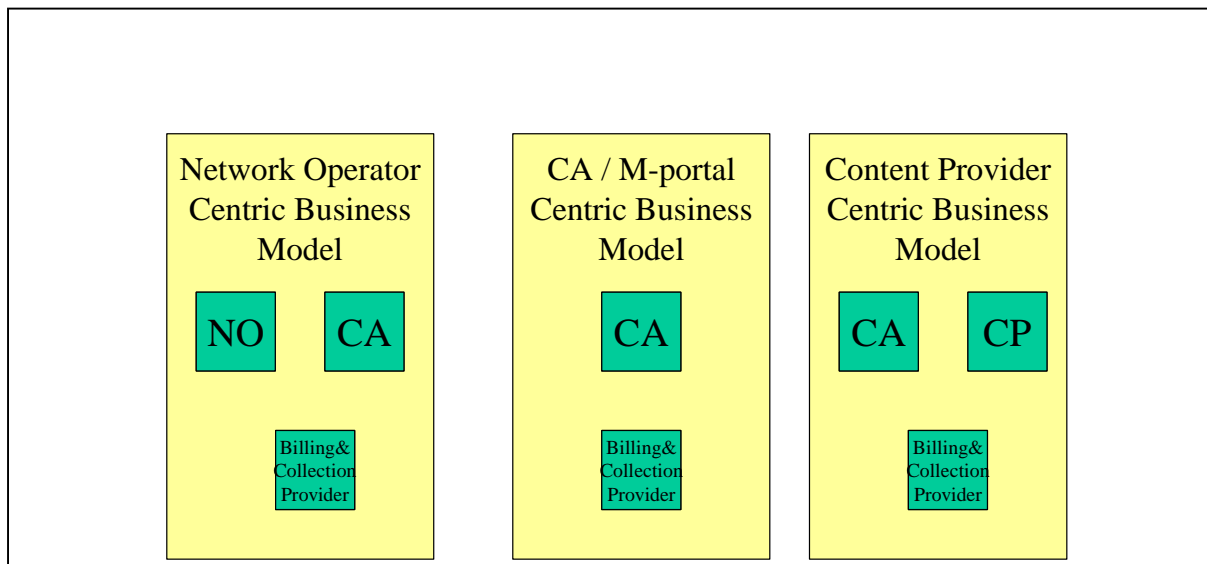 Network Operator
Centric Business
Model
NO
CA
Billing&
Collection
Provider
CA / M-portal
Centric Business
Model
CA
Billing&
Collection
Provider
Content Provider
Centric Business
Model
CA
CP
Billing&
Collection
Provider